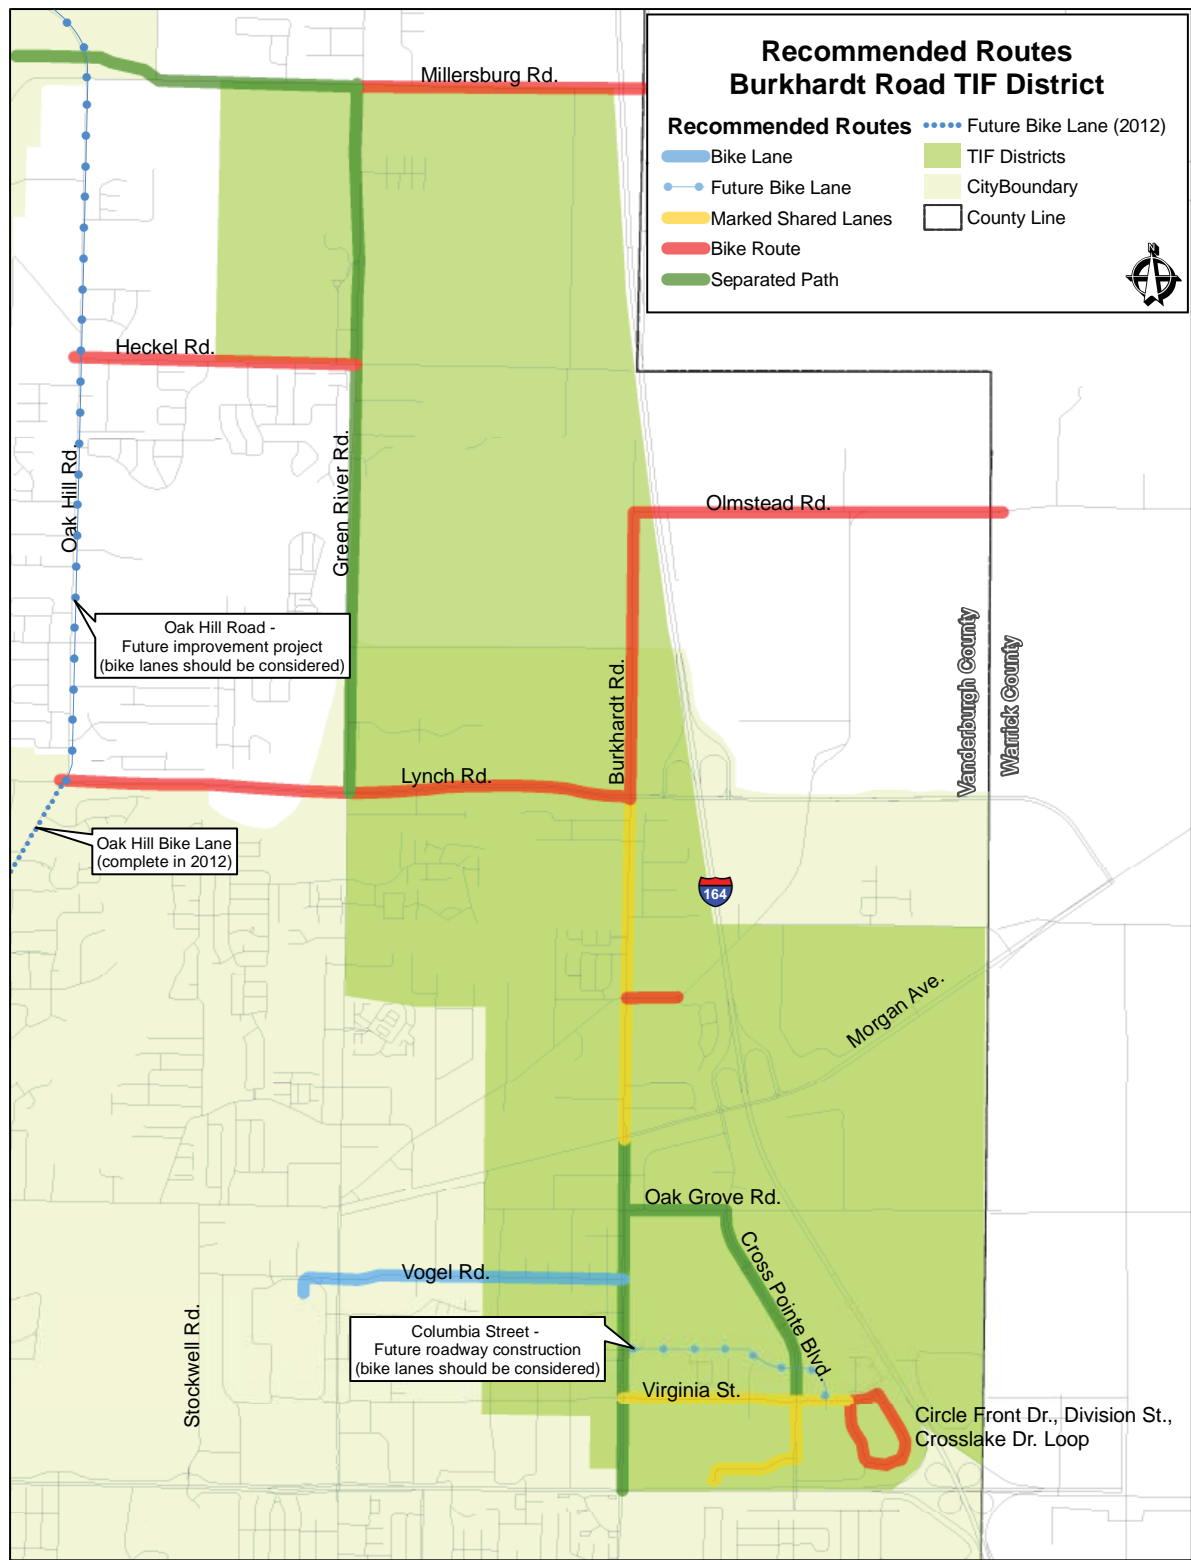 Recommended Routes
Burkhardt Road TIF District
Recommended Routes
Bike Lane
Future Bike Lane
Marked Shared Lanes
Bike Route
Separated Path
Future Bike Lane (2012)
TIF Districts
CityBoundary
County Line
N
Millersburg Rd.
Heckel Rd.
Oak Hill Rd.
Green River Rd.
Olmstead Rd.
Oak Hill Road -
Future improvement project
(bike lanes should be considered)
Burkhardt Rd.
Vanderburgh County
Warrick County
Lynch Rd.
Oak Hill Bike Lane
(complete in 2012)
164
Morgan Ave.
Oak Grove Rd.
Cross Pointe Blvd.
Vogel Rd.
Stockwell Rd.
Columbia Street -
Future roadway construction
(bike lanes should be considered)
Virginia St.
Circle Front Dr., Division St.,
Crosslake Dr. Loop